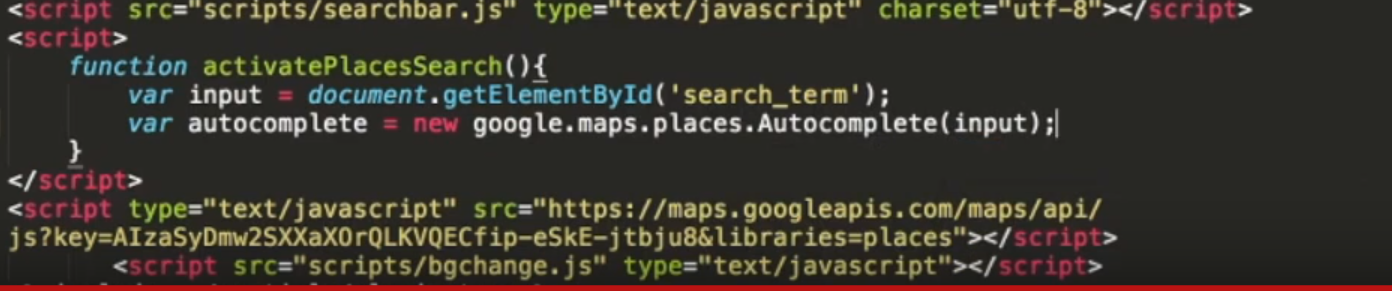 <script src="scripts/searchbar.js" type="text/javascript" charset="utf-8"></script>
<script>
function activatePlacesSearch(){
var input = document.getElementById('search_term');
var autocomplete = new google.maps.places.Autocomplete(input);
}
</script>
<script type="text/javascript" src="https://maps.googleapis.com/maps/api/
js?key=AIzaSyDmw2SXXaXOrQLKVQECfip-eSkE-jtbju8&libraries=places"></script>
<script src="scripts/bgchange.js" type="text/javascript"></script>